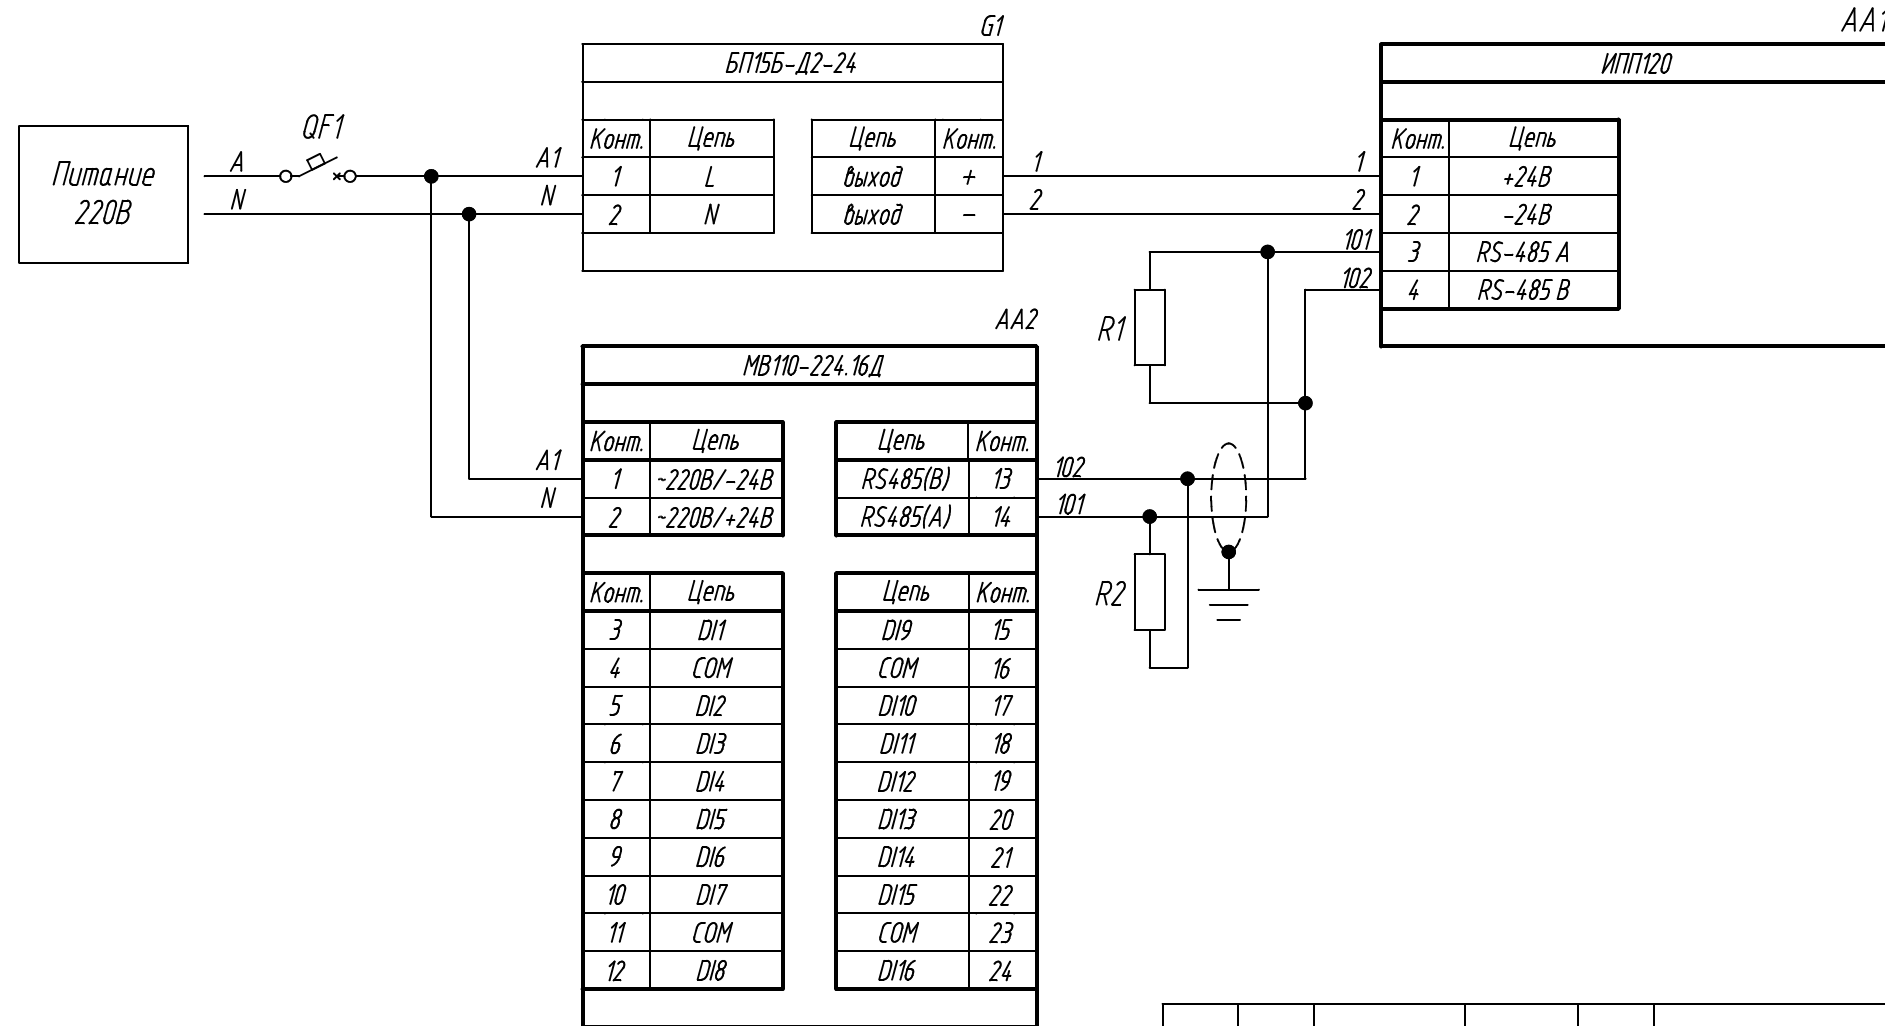 G1
AA1
БП15Б-Д2-24
ИПП120
QF1
Питание
220В
A
N
A1
N
Конт. Цепь Цепь Конт.
1 L выход +
2 N выход -
1
2
1
2
101
102
Конт. Цепь
1 +24В
2 -24В
3 RS-485 A
4 RS-485 B
R1
AA2
МВ110-224.16Д
A1
N
Конт. Цепь Цепь Конт.
1 ~220В/-24В RS485(B) 13
2 ~220В/+24В RS485(A) 14
102
101
R2
Конт. Цепь Цепь Конт.
3 DI1 DI9 15
4 COM COM 16
5 DI2 DI10 17
6 DI3 DI11 18
7 DI4 DI12 19
8 DI5 DI13 20
9 DI6 DI14 21
10 DI7 DI15 22
11 COM COM 23
12 DI8 DI16 24